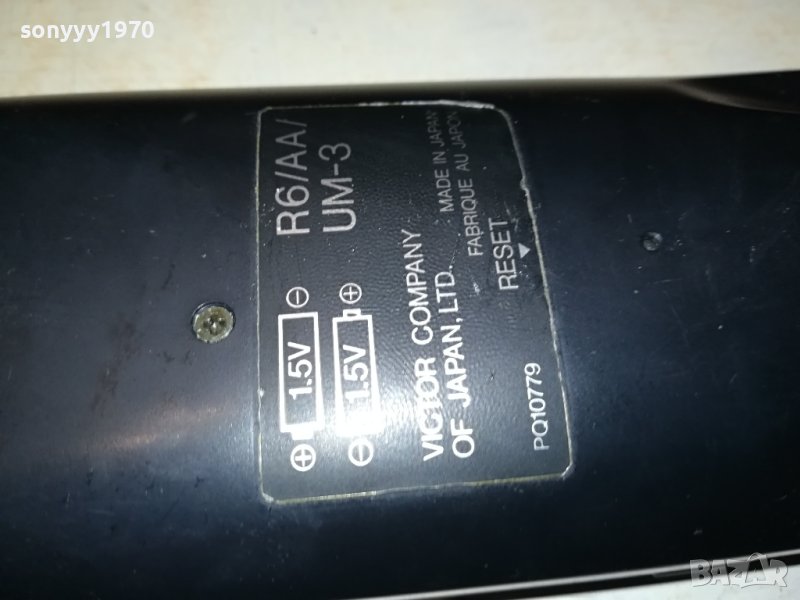 sonyyy1970
R6/AA/
UM-3
⊕ 1.5V ⊖
⊖ 1.5V ⊕
VICTOR COMPANY
OF JAPAN, LTD.
MADE IN JAPAN
FABRIQUE AU JAPON
RESET
PQ10779
BAZAR